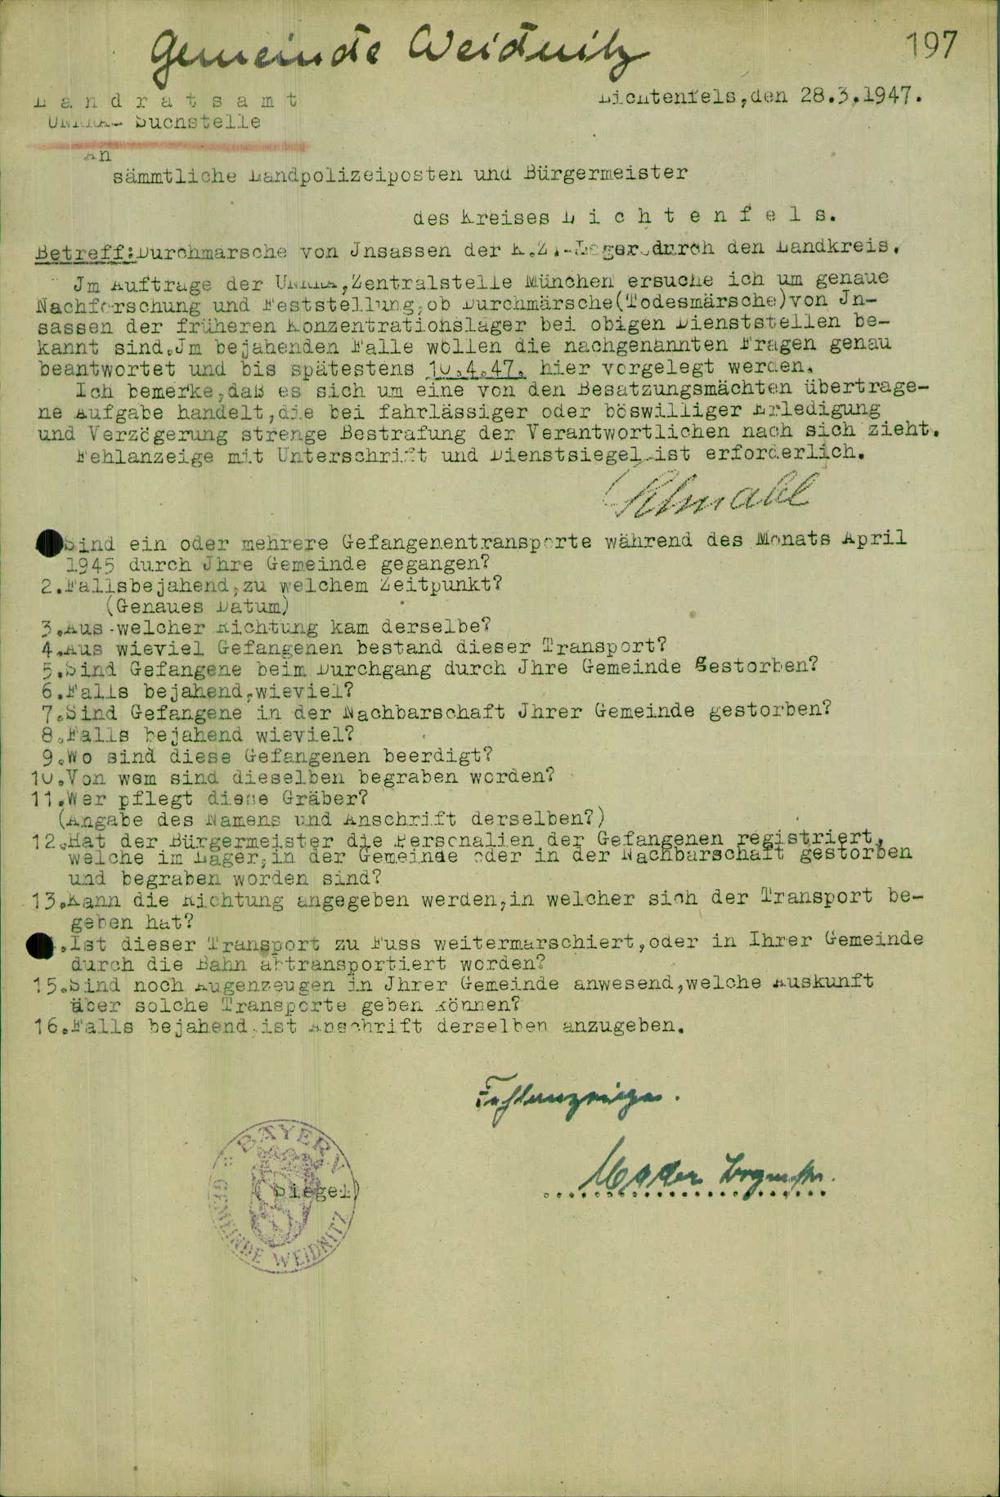 Gemeinde Weidnitz
197
Landratsamt
Lichtenfels,den 28.3.1947.
UNRRA- Suchstelle
An
sämmtliche Landpolizeiposten und Bürgermeister
des Kreises L i c h t e n f e l s.
Betreff:Durchmärsche von Jnsassen der K.Z.-Lager durch den Landkreis.
Jm Auftrage der UNRRA,Zentralstelle München ersuche ich um genaue
Nachforschung und Feststellung,ob Durchmärsche(Todesmärsche)von Jn-
sassen der früheren Konzentrationslager bei obigen Dienststellen be-
kannt sind.Jm bejahenden Falle wollen die nachgenannten Fragen genau
beantwortet und bis spätestens 10.4.47. hier vorgelegt werden.
Ich bemerke,daß es sich um eine von den Besatzungsmächten übertrage-
ne Aufgabe handelt,die bei fahrlässiger oder böswilliger Erledigung
und Verzögerung strenge Bestrafung der Verantwortlichen nach sich zieht.
Fehlanzeige mit Unterschrift und Dienstsiegel ist erforderlich.
Sind ein oder mehrere Gefangenentransporte während des Monats April
1945 durch Jhre Gemeinde gegangen?
2.Fallsbejahend,zu welchem Zeitpunkt?
(Genaues Datum)
3.Aus welcher Richtung kam derselbe?
4.Aus wieviel Gefangenen bestand dieser Transport?
5.Sind Gefangene beim Durchgang durch Jhre Gemeinde gestorben?
6.Falls bejahend,wieviel?
7.Sind Gefangene in der Nachbarschaft Jhrer Gemeinde gestorben?
8.Falls bejahend wieviel?
9.Wo sind diese Gefangenen beerdigt?
10.Von wem sind dieselben begraben worden?
11.Wer pflegt diese Gräber?
(Angabe des Namens und Anschrift derselben?)
12.Hat der Bürgermeister die Personalien der Gefangenen registriert,
welche im Lager,in der Gemeinde oder in der Nachbarschaft gestorben
und begraben worden sind?
13.Kann die Richtung angegeben werden,in welcher sich der Transport be-
geben hat?
.Ist dieser Transport zu Fuss weitermarschiert,oder in Ihrer Gemeinde
durch die Bahn abtransportiert worden?
15.Sind noch Augenzeugen in Jhrer Gemeinde anwesend,welche Auskunft
über solche Transporte geben können?
16.Falls bejahend ist Anschrift derselben anzugeben.
Fehlanzeige.
BAYERN
(Siegel)
GEMEINDE WEIDNITZ